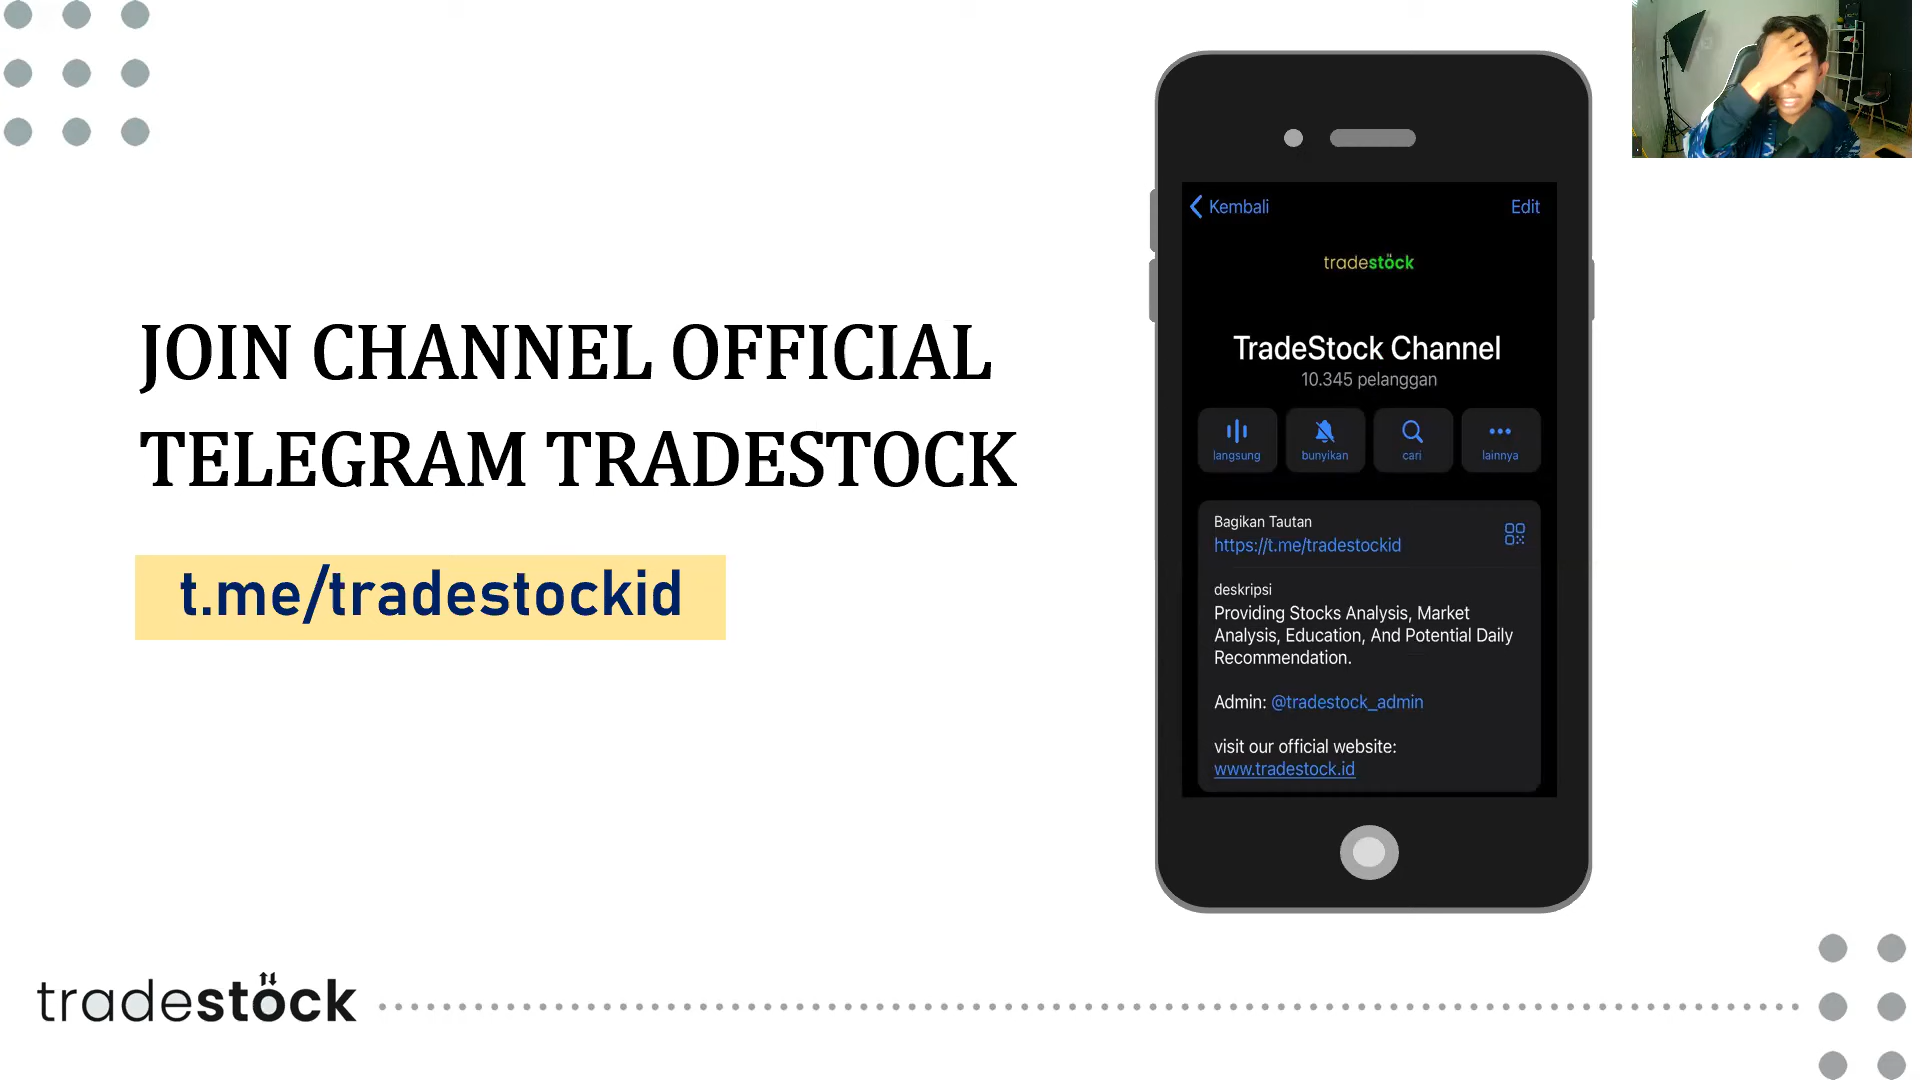 JOIN CHANNEL OFFICIAL
TELEGRAM TRADESTOCK
t.me/tradestockid
Kembali
Edit
tradestöck
TradeStock Channel
10.345 pelanggan
langsung
bunyikan
cari
lainnya
Bagikan Tautan
https://t.me/tradestockid
deskripsi
Providing Stocks Analysis, Market
Analysis, Education, And Potential Daily
Recommendation.
Admin: @tradestock_admin
visit our official website:
www.tradestock.id
tradestock